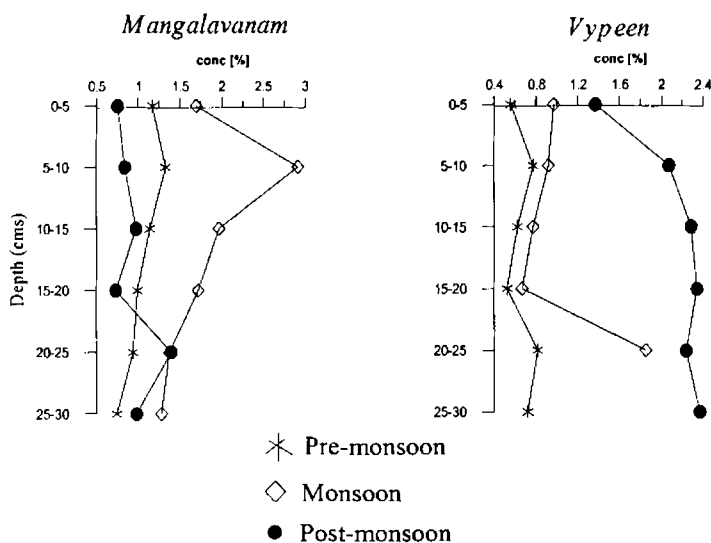 Mangalavanam
conc [%]
0.5 1 1.5 2 2.5 3
0-5
5-10
10-15
15-20
20-25
25-30
Depth (cms)
Vypeen
conc [%]
0.4 0.8 1.2 1.6 2 2.4
0-5
5-10
10-15
15-20
20-25
25-30
Pre-monsoon
Monsoon
Post-monsoon